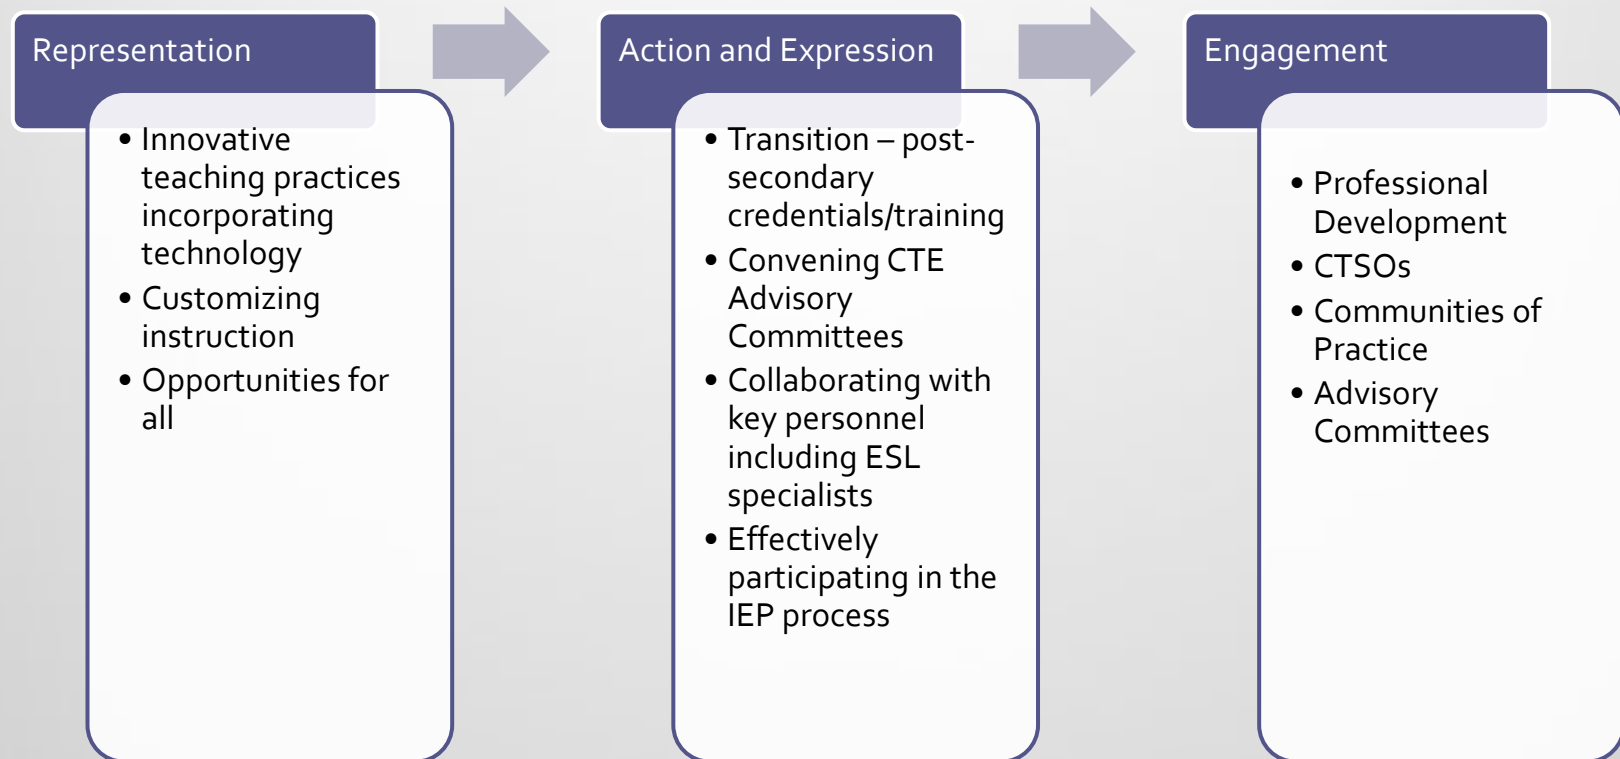 Representation
• Innovative
teaching practices
incorporating
technology
• Customizing
instruction
• Opportunities for
all
Action and Expression
• Transition – post-
secondary
credentials/training
• Convening CTE
Advisory
Committees
• Collaborating with
key personnel
including ESL
specialists
• Effectively
participating in the
IEP process
Engagement
• Professional
Development
• CTSOs
• Communities of
Practice
• Advisory
Committees